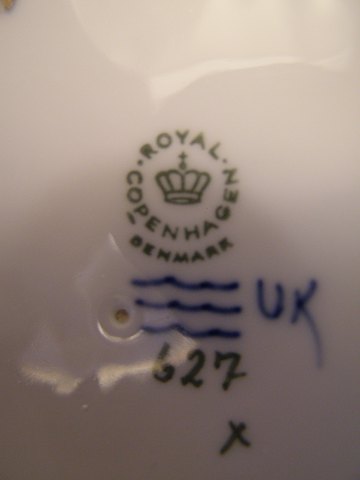 ROYAL
COPENHAGEN
DENMARK
UK
627
x